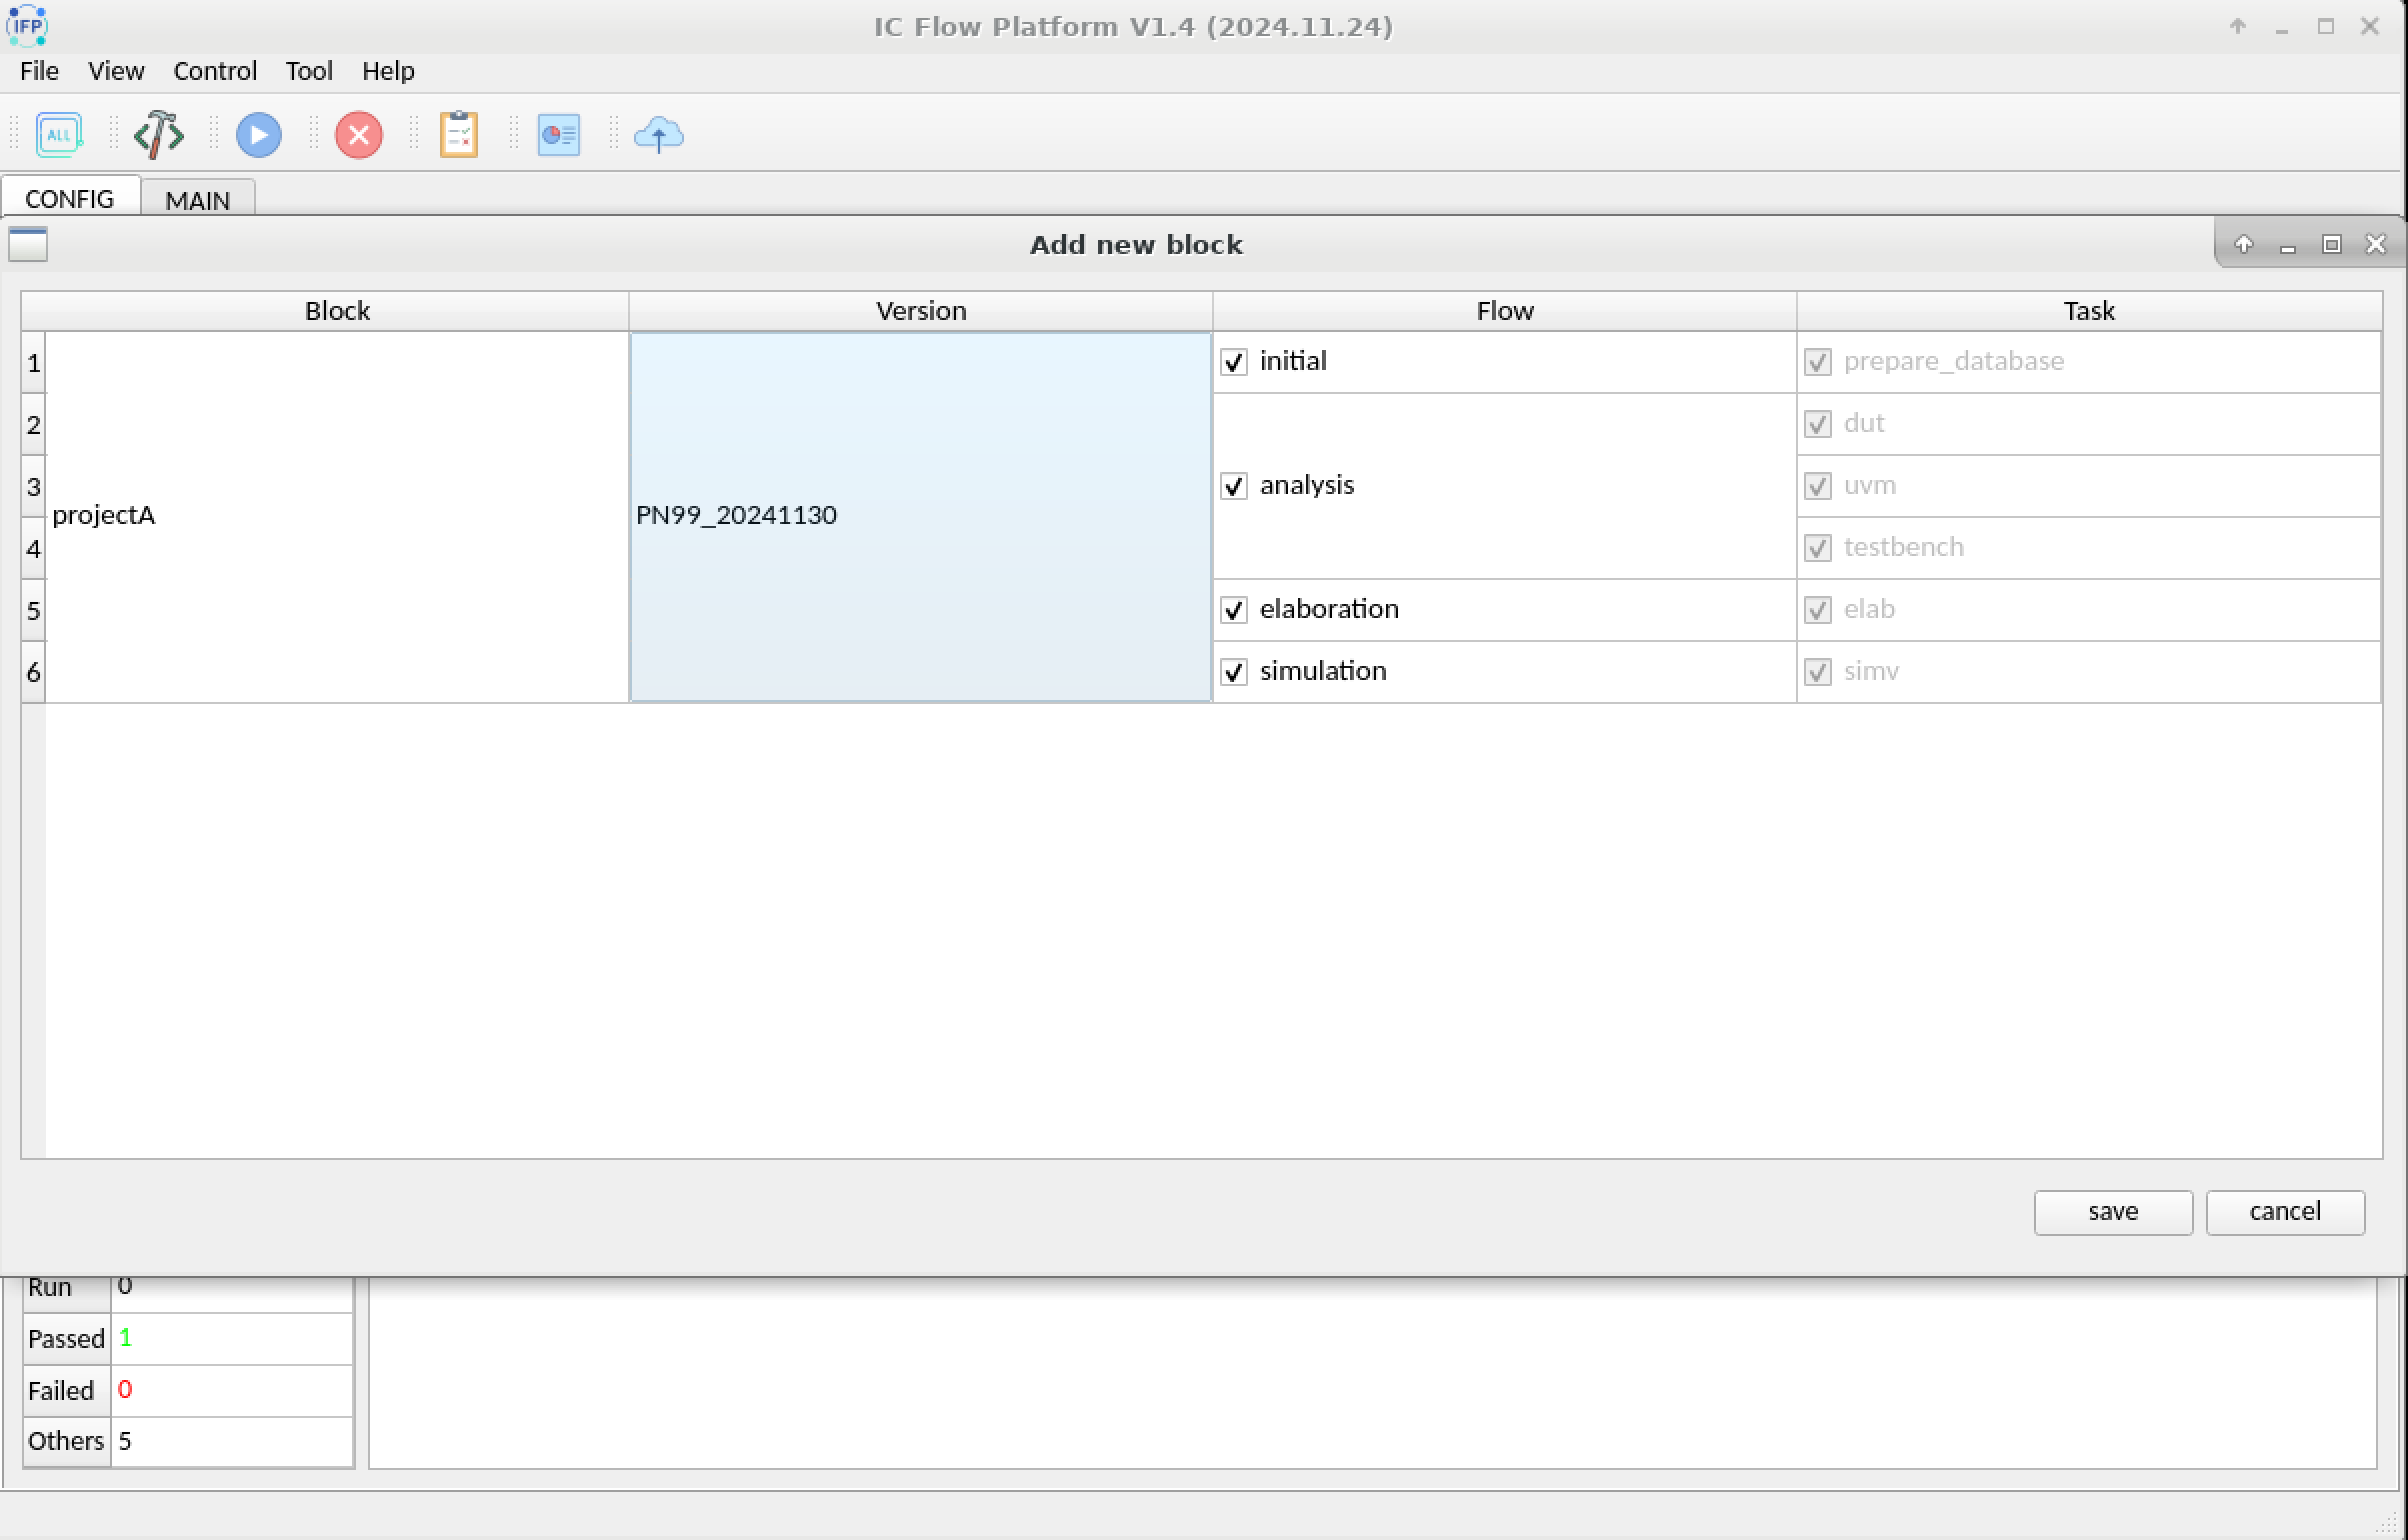 IFP
IC Flow Platform V1.4 (2024.11.24)
File View Control Tool Help
ALL
CONFIG MAIN
Add new block
Block Version Flow Task
1 initial prepare_database
2 dut
3 analysis uvm
projectA PN99_20241130
4 testbench
5 elaboration elab
6 simulation simv
save cancel
Run 0
Passed 1
Failed 0
Others 5